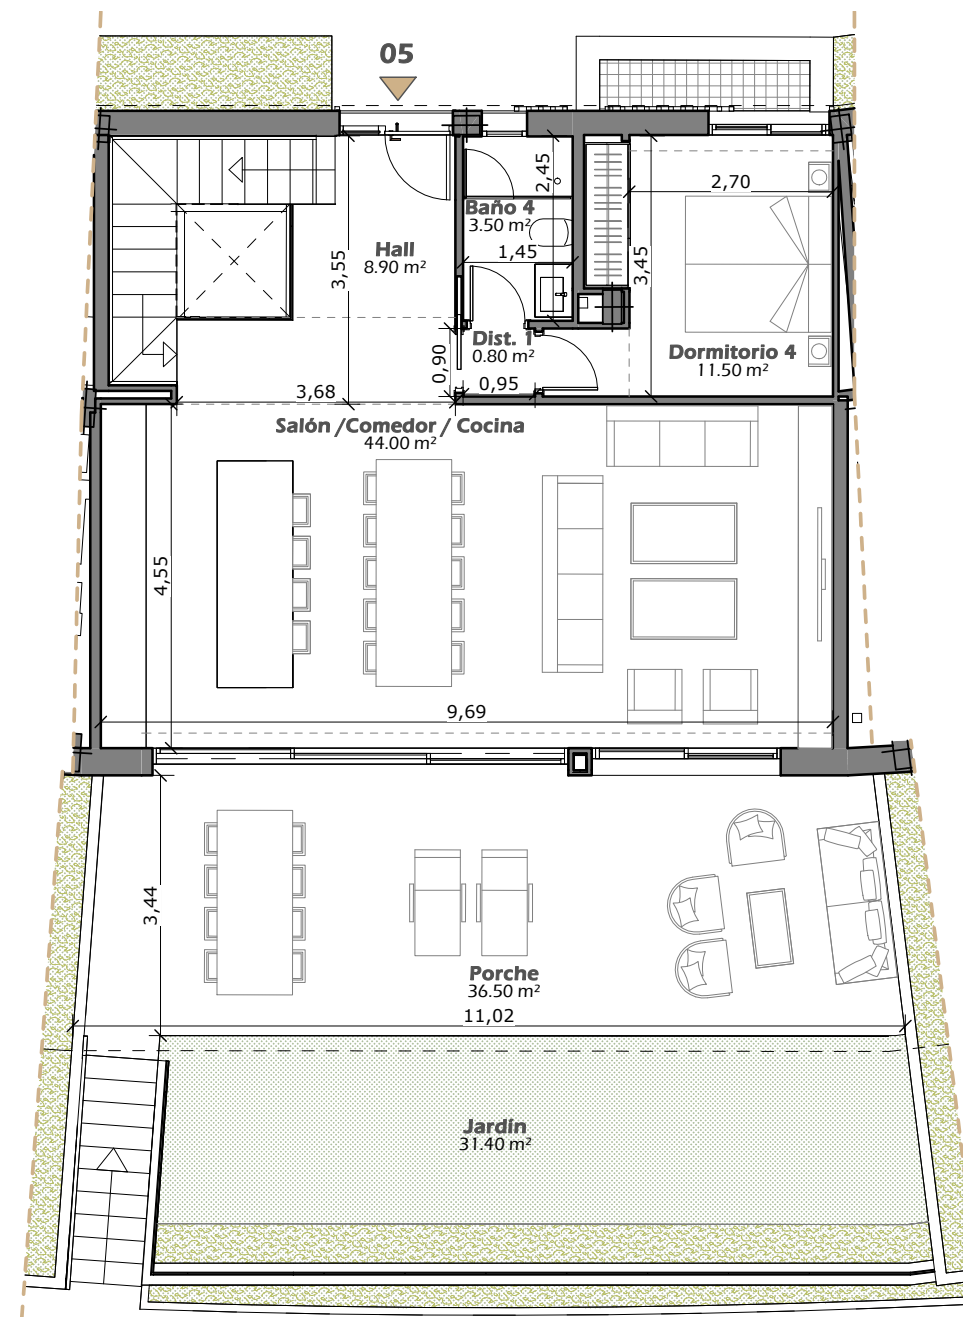 05
2,45
2,70
Baño 4
3.50 m²
Hall
8.90 m²
3,55
1,45
3,45
Dist. 1
0.80 m²
0,90
Dormitorio 4
11.50 m²
3,68
0,95
Salón /Comedor / Cocina
44.00 m²
4,55
9,69
3,44
Porche
36.50 m²
11,02
Jardín
31.40 m²